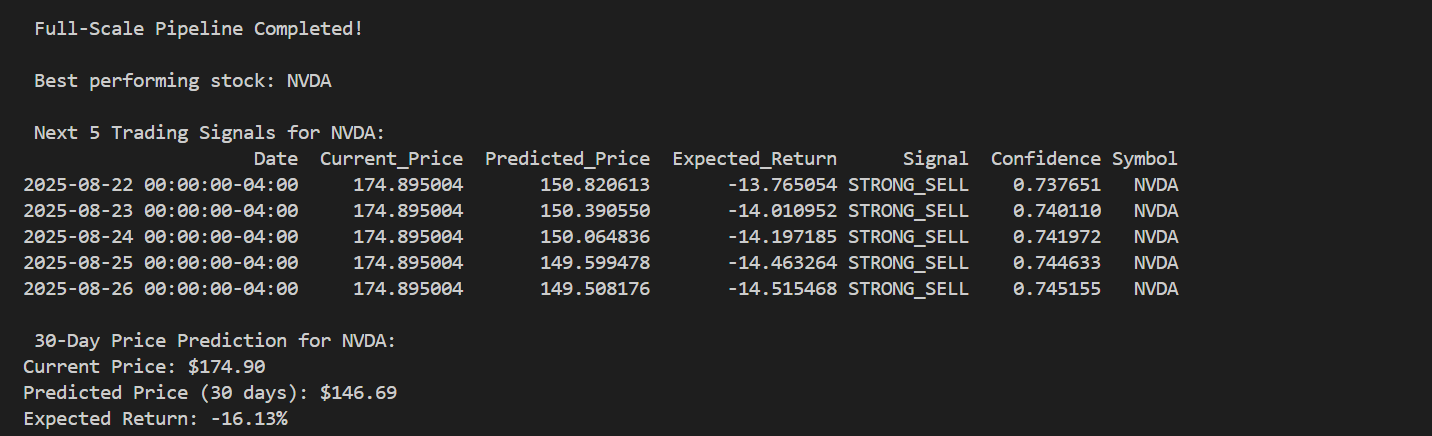 Full-Scale Pipeline Completed!
Best performing stock: NVDA
Next 5 Trading Signals for NVDA:
Date Current_Price Predicted_Price Expected_Return Signal Confidence Symbol
2025-08-22 00:00:00-04:00 174.895004 150.820613 -13.765054 STRONG_SELL 0.737651 NVDA
2025-08-23 00:00:00-04:00 174.895004 150.390550 -14.010952 STRONG_SELL 0.740110 NVDA
2025-08-24 00:00:00-04:00 174.895004 150.064836 -14.197185 STRONG_SELL 0.741972 NVDA
2025-08-25 00:00:00-04:00 174.895004 149.599478 -14.463264 STRONG_SELL 0.744633 NVDA
2025-08-26 00:00:00-04:00 174.895004 149.508176 -14.515468 STRONG_SELL 0.745155 NVDA
30-Day Price Prediction for NVDA:
Current Price: $174.90
Predicted Price (30 days): $146.69
Expected Return: -16.13%